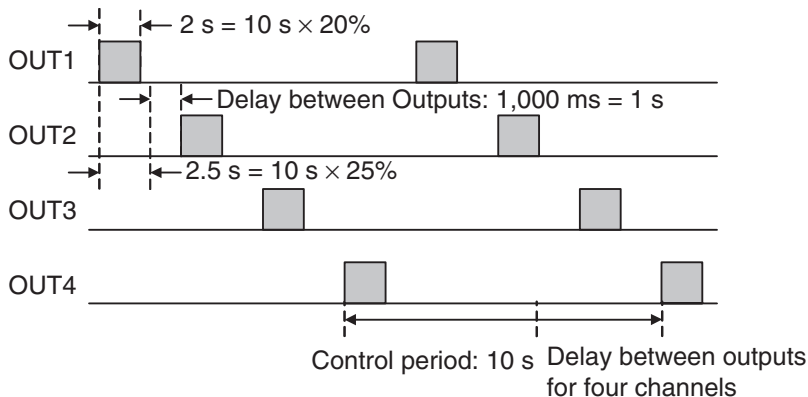 2 s = 10 s × 20%
OUT1
Delay between Outputs: 1,000 ms = 1 s
OUT2
2.5 s = 10 s × 25%
OUT3
OUT4
Control period: 10 s
Delay between outputs
for four channels